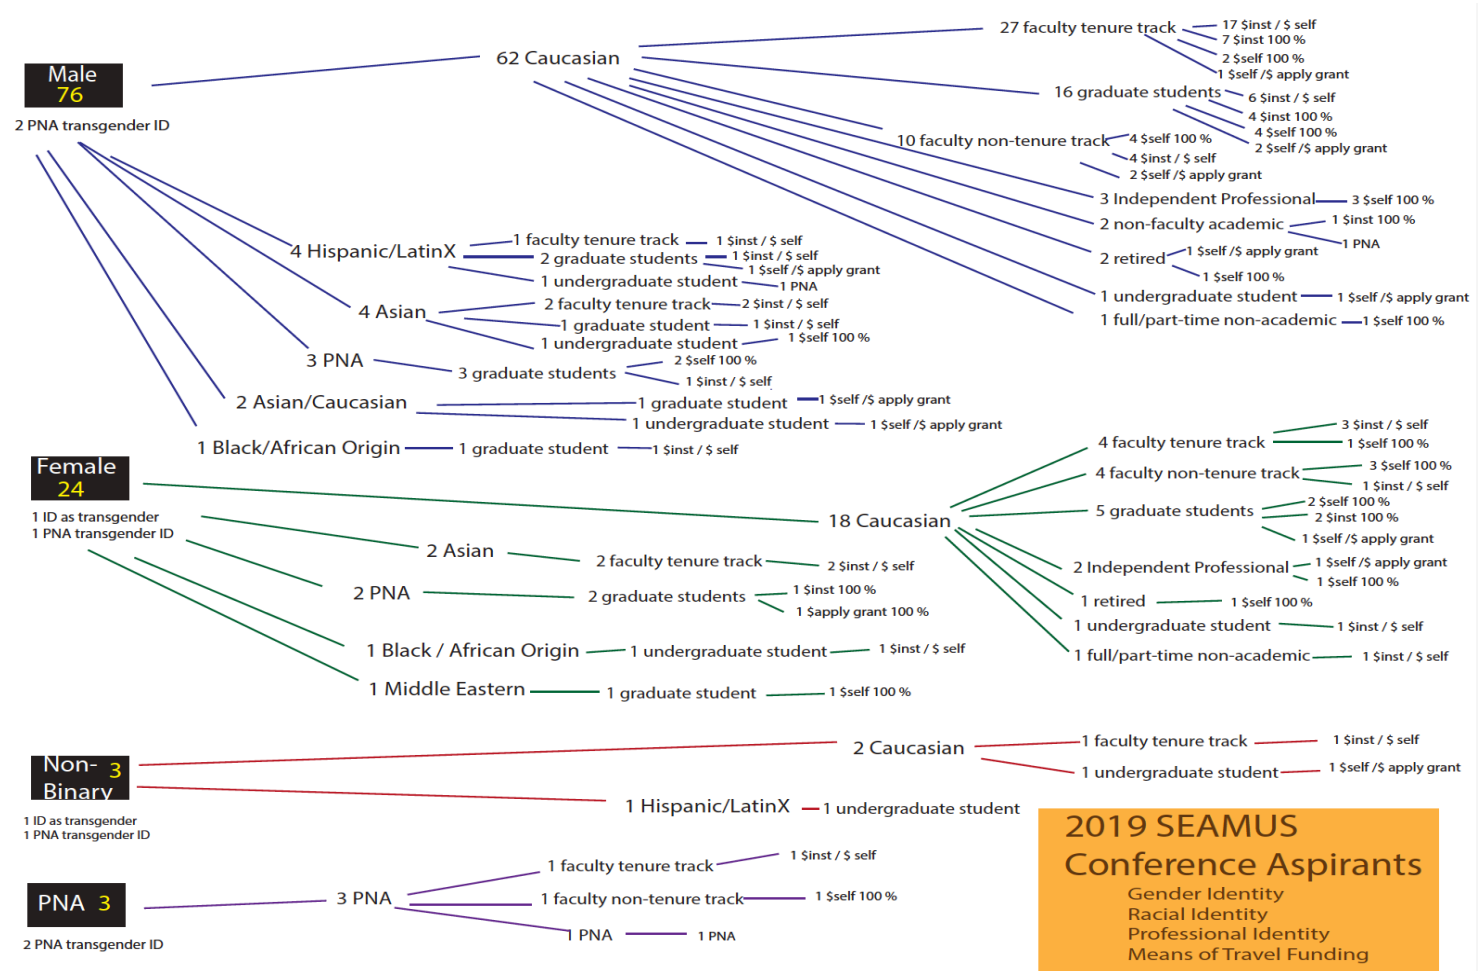 Male
76
2 PNA transgender ID
62 Caucasian
27 faculty tenure track
17 $inst / $ self
7 $inst 100 %
2 $self 100 %
1 $self /$ apply grant
16 graduate students
6 $inst / $ self
4 $inst 100 %
4 $self 100 %
2 $self /$ apply grant
10 faculty non-tenure track
4 $self 100 %
4 $inst / $ self
2 $self /$ apply grant
3 Independent Professional
3 $self 100 %
2 non-faculty academic
1 $inst 100 %
1 PNA
2 retired
1 $self /$ apply grant
1 $self 100 %
1 undergraduate student
1 $self /$ apply grant
1 full/part-time non-academic
1 $self 100 %
4 Hispanic/LatinX
1 faculty tenure track
1 $inst / $ self
2 graduate students
1 $inst / $ self
1 $self /$ apply grant
1 undergraduate student
1 PNA
4 Asian
2 faculty tenure track
2 $inst / $ self
1 graduate student
1 $inst / $ self
1 undergraduate student
1 $self 100 %
3 PNA
3 graduate students
2 $self 100 %
1 $inst / $ self
2 Asian/Caucasian
1 graduate student
1 $self /$ apply grant
1 undergraduate student
1 $self /$ apply grant
1 Black/African Origin
1 graduate student
1 $inst / $ self
Female
24
1 ID as transgender
1 PNA transgender ID
18 Caucasian
4 faculty tenure track
3 $inst / $ self
1 $self 100 %
4 faculty non-tenure track
3 $self 100 %
1 $inst / $ self
5 graduate students
2 $self 100 %
2 $inst 100 %
1 $self /$ apply grant
2 Independent Professional
1 $self /$ apply grant
1 $self 100 %
1 retired
1 $self 100 %
1 undergraduate student
1 $inst / $ self
1 full/part-time non-academic
1 $inst / $ self
2 Asian
2 faculty tenure track
2 $inst / $ self
2 PNA
2 graduate students
1 $inst 100 %
1 $apply grant 100 %
1 Black / African Origin
1 undergraduate student
1 $inst / $ self
1 Middle Eastern
1 graduate student
1 $self 100 %
Non- 3
Binary
1 ID as transgender
1 PNA transgender ID
2 Caucasian
1 faculty tenure track
1 $inst / $ self
1 undergraduate student
1 $self /$ apply grant
1 Hispanic/LatinX
1 undergraduate student
PNA 3
2 PNA transgender ID
3 PNA
1 faculty tenure track
1 $inst / $ self
1 faculty non-tenure track
1 $self 100 %
1 PNA
1 PNA
2019 SEAMUS
Conference Aspirants
Gender Identity
Racial Identity
Professional Identity
Means of Travel Funding